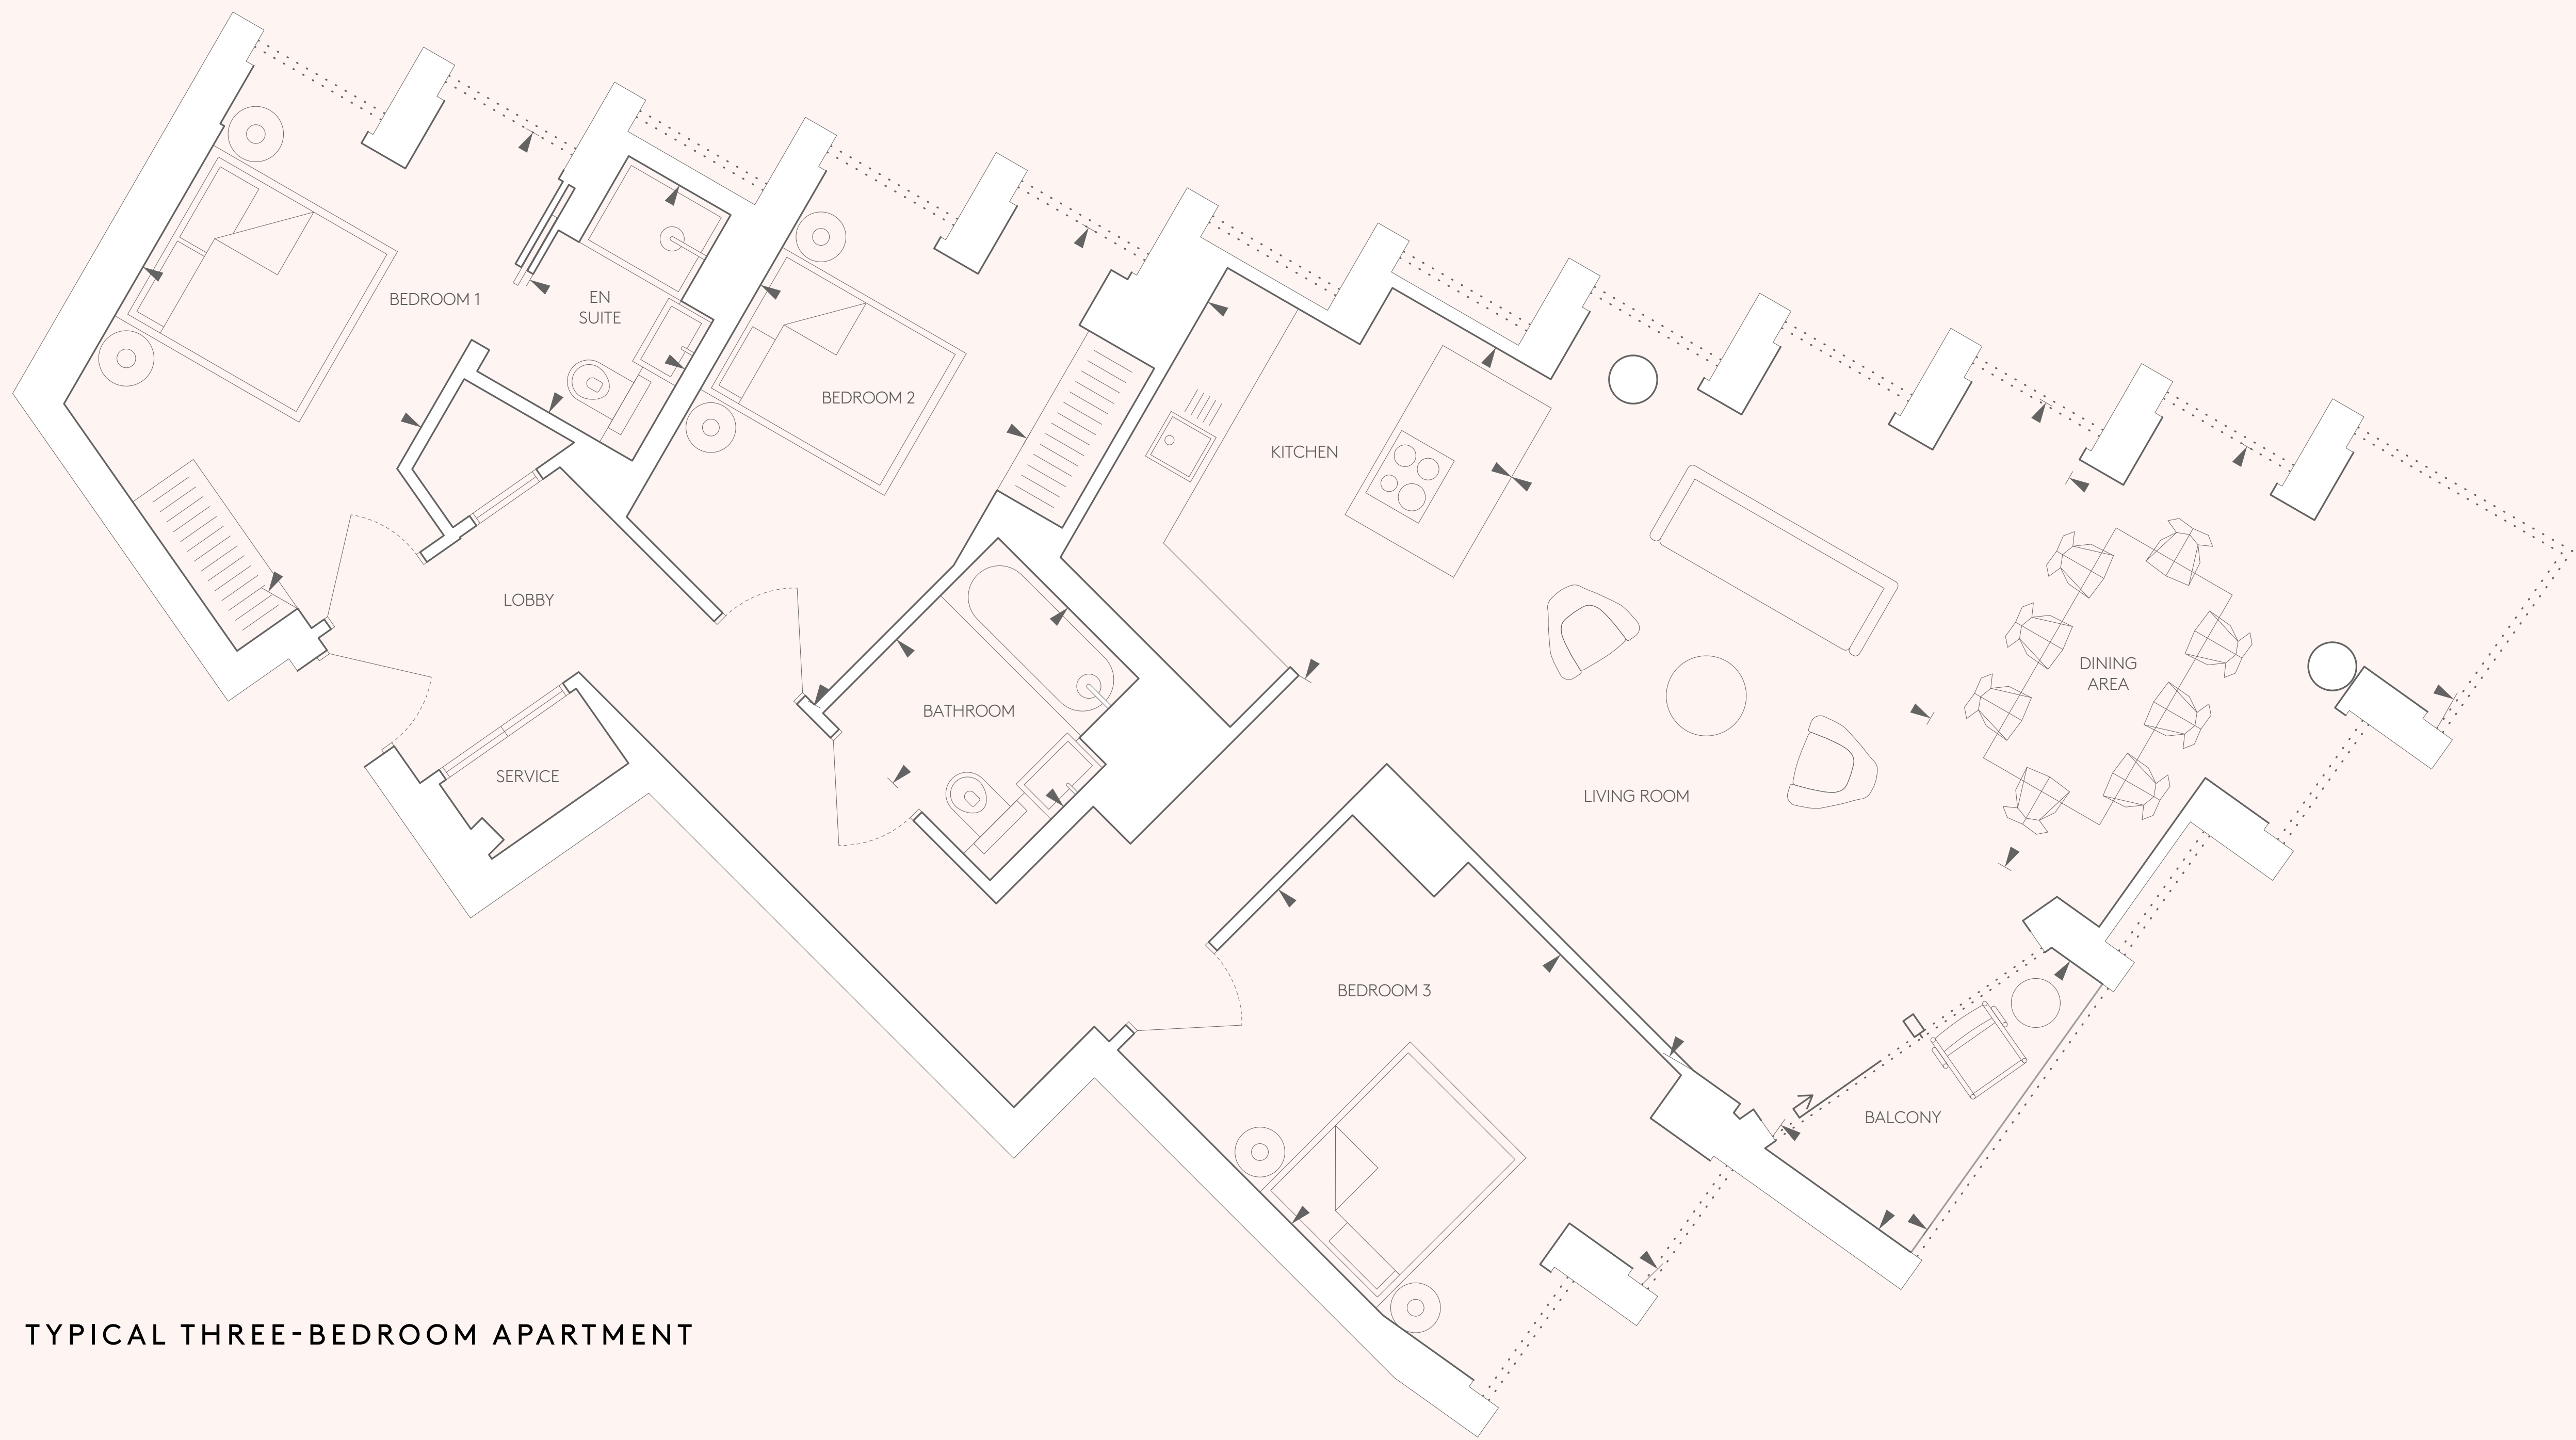 BEDROOM 1
EN
SUITE
BEDROOM 2
KITCHEN
LOBBY
DINING
AREA
BATHROOM
SERVICE
LIVING ROOM
BEDROOM 3
BALCONY
TYPICAL THREE-BEDROOM APARTMENT